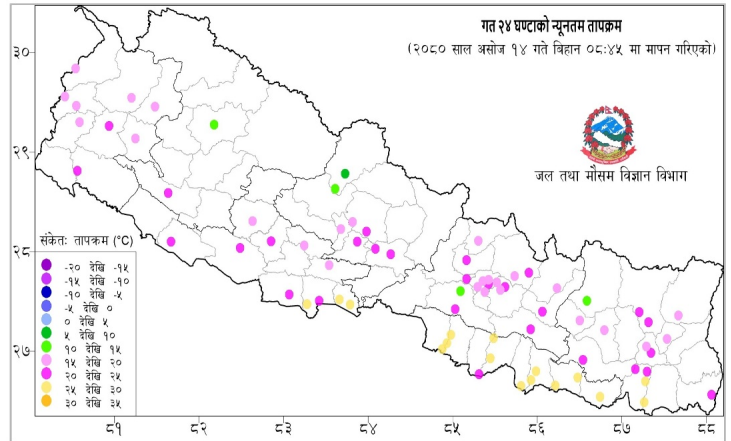 गत २४ घण्टाको न्यूनतम तापक्रम
(२०८० साल असोज १४ गते बिहान ०८:४५ मा मापन गरिएको)
३०
२९
जल तथा मौसम विज्ञान विभाग
२८
संकेत: तापक्रम (°C)
-२० देखि -१५
-१५ देखि -१०
-१० देखि -५
-५ देखि ०
० देखि ५
५ देखि १०
१० देखि १५
१५ देखि २०
२० देखि २५
२५ देखि ३०
३० देखि ३५
२७
८१ ८२ ८३ ८४ ८५ ८६ ८७ ८८